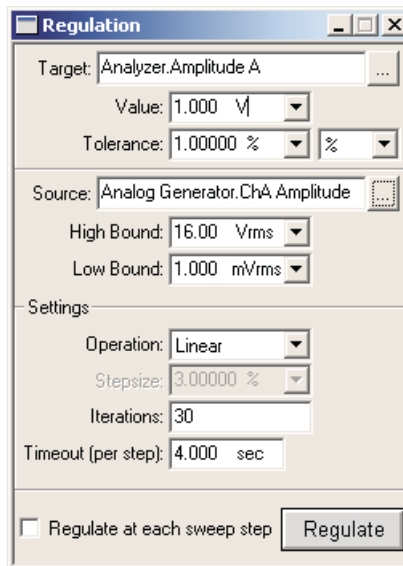 Regulation
Target: Analyzer.Amplitude A ...
Value: 1.000 V
Tolerance: 1.00000 % %
Source: Analog Generator.ChA Amplitude ...
High Bound: 16.00 Vrms
Low Bound: 1.000 mVrms
Settings
Operation: Linear
Stepsize: 3.00000 %
Iterations: 30
Timeout (per step): 4.000 sec
Regulate at each sweep step Regulate